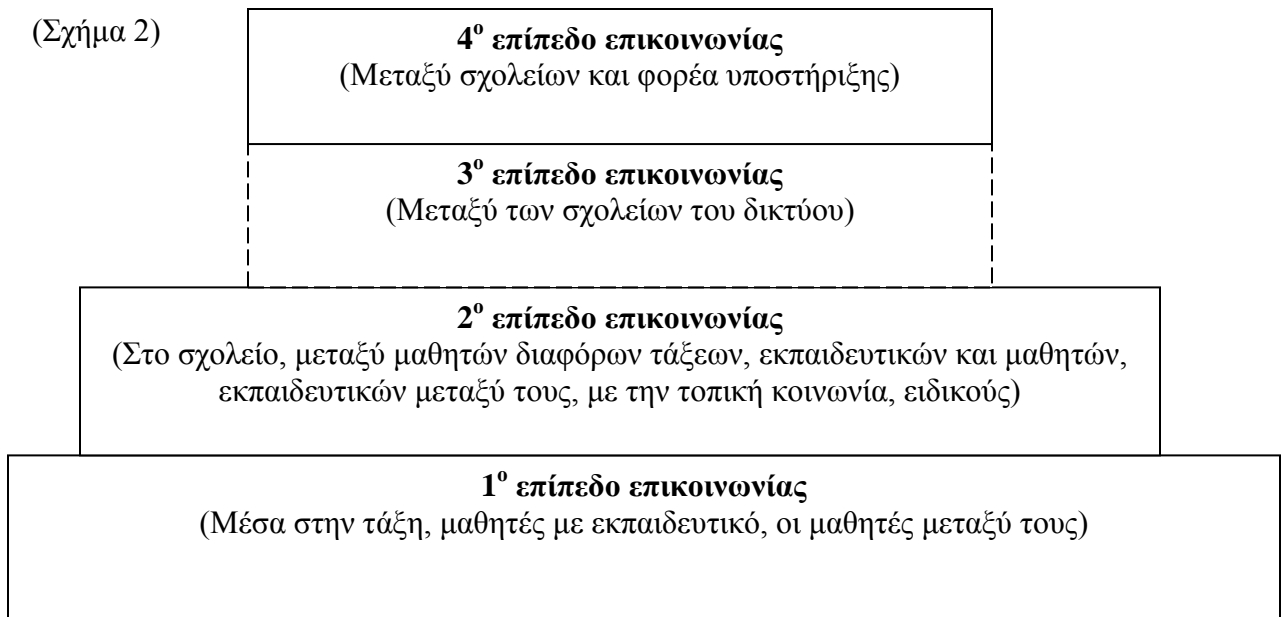 (Σχήμα 2)
4ο επίπεδο επικοινωνίας
(Μεταξύ σχολείων και φορέα υποστήριξης)
3ο επίπεδο επικοινωνίας
(Μεταξύ των σχολείων του δικτύου)
2ο επίπεδο επικοινωνίας
(Στο σχολείο, μεταξύ μαθητών διαφόρων τάξεων, εκπαιδευτικών και μαθητών,
εκπαιδευτικών μεταξύ τους, με την τοπική κοινωνία, ειδικούς)
1ο επίπεδο επικοινωνίας
(Μέσα στην τάξη, μαθητές με εκπαιδευτικό, οι μαθητές μεταξύ τους)